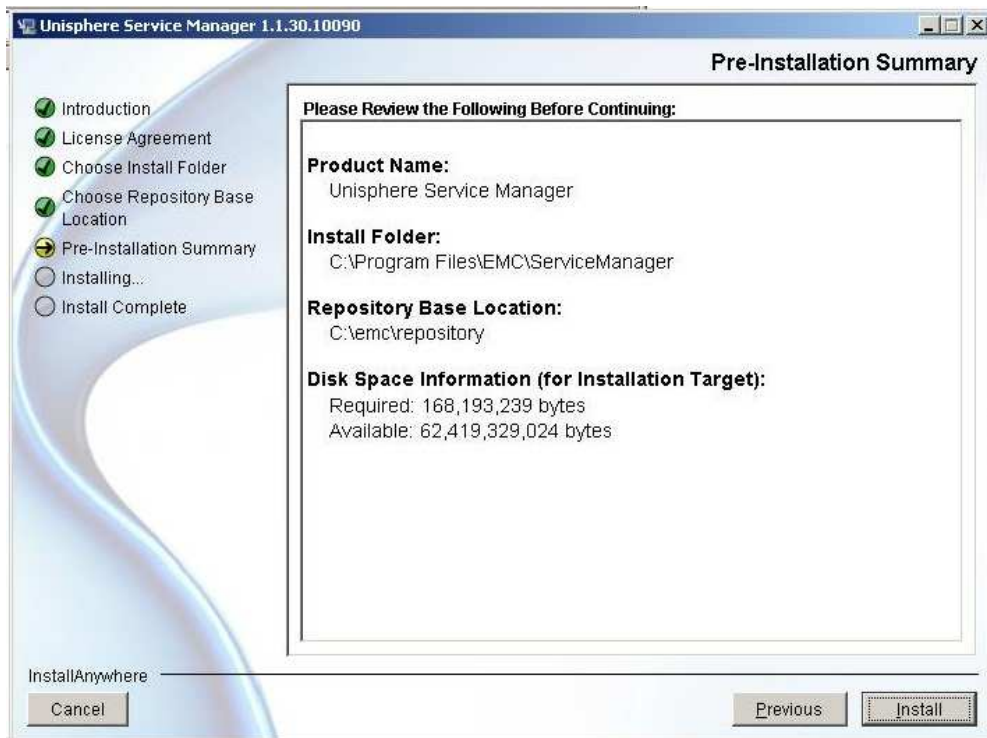 Unisphere Service Manager 1.1.30.10090
Pre-Installation Summary
Introduction
License Agreement
Choose Install Folder
Choose Repository Base
Location
Pre-Installation Summary
Installing...
Install Complete
Please Review the Following Before Continuing:
Product Name:
Unisphere Service Manager
Install Folder:
C:\Program Files\EMC\ServiceManager
Repository Base Location:
C:\emc\repository
Disk Space Information (for Installation Target):
Required: 168,193,239 bytes
Available: 62,419,329,024 bytes
InstallAnywhere
Cancel
Previous
Install